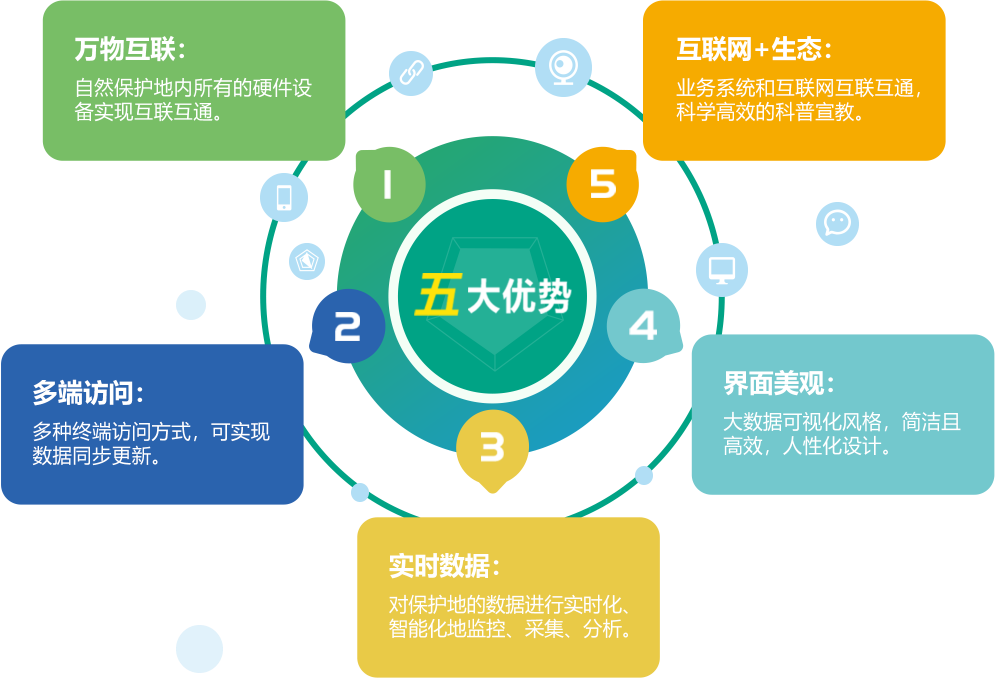 万物互联：
自然保护地内所有的硬件设
备实现互联互通。
互联网+生态：
业务系统和互联网互联互通，
科学高效的科普宣教。
1
5
五大优势
2
4
多端访问：
多种终端访问方式，可实现
数据同步更新。
界面美观：
大数据可视化风格，简洁且
高效，人性化设计。
3
实时数据：
对保护地的数据进行实时化、
智能化地监控、采集、分析。